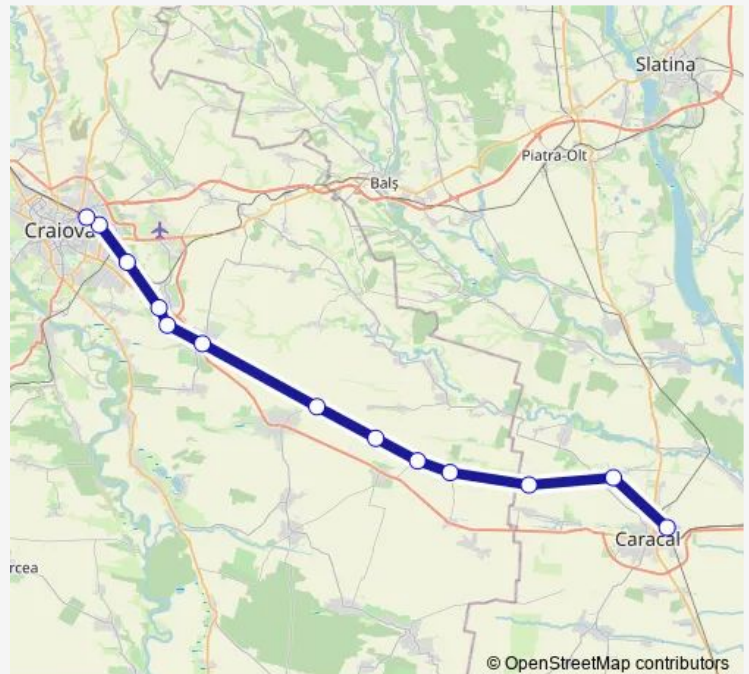 Slatina
Piatra-Olt
Balș
Craiova
Caracal
rcea
© OpenStreetMap contributors